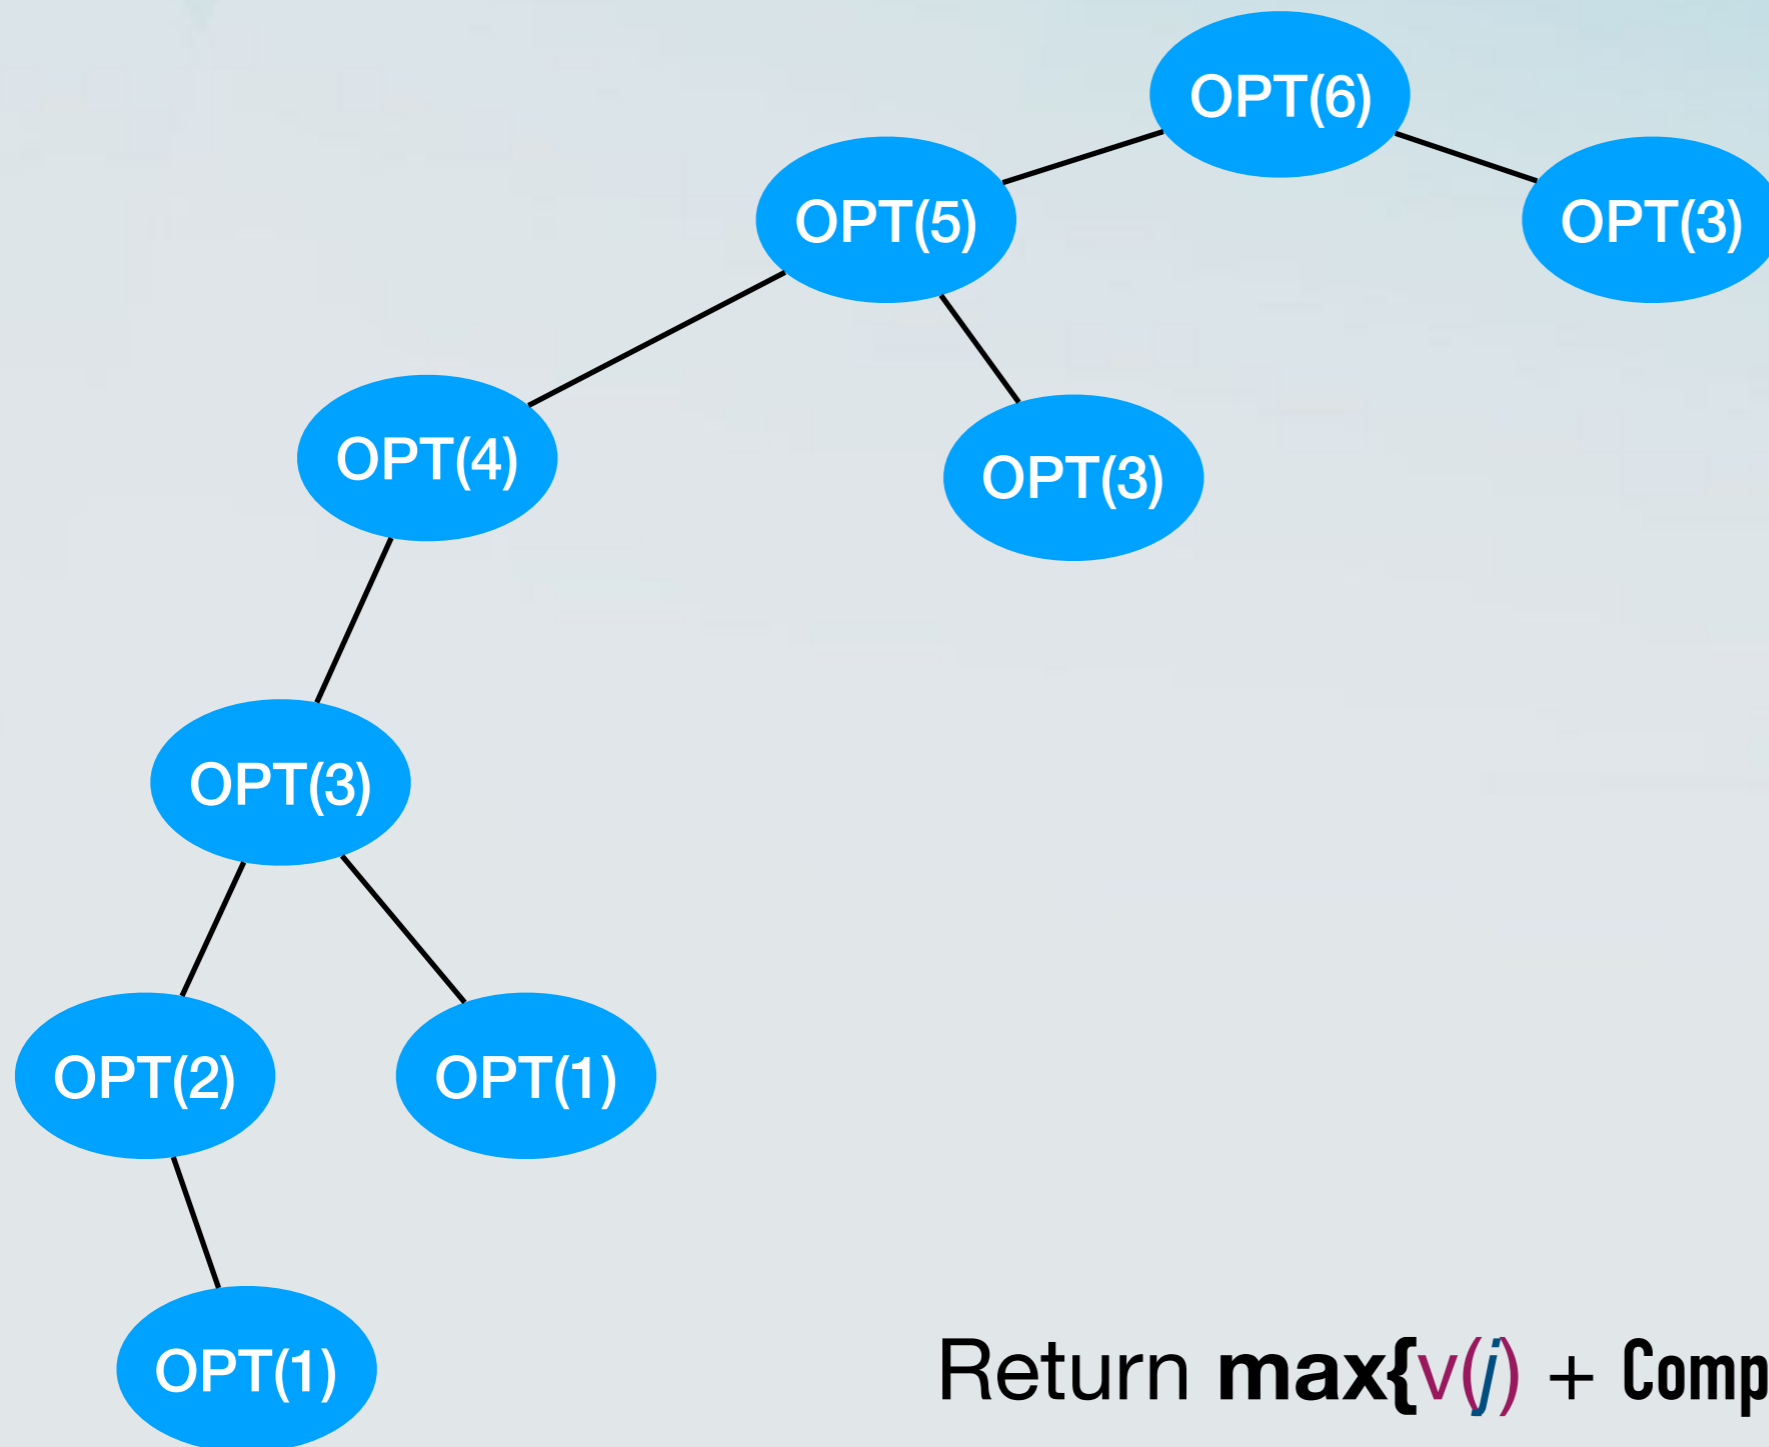 OPT(6)
OPT(5)
OPT(3)
OPT(4)
OPT(3)
OPT(3)
OPT(2)
OPT(1)
OPT(1)
Return max{v(j) + Comp